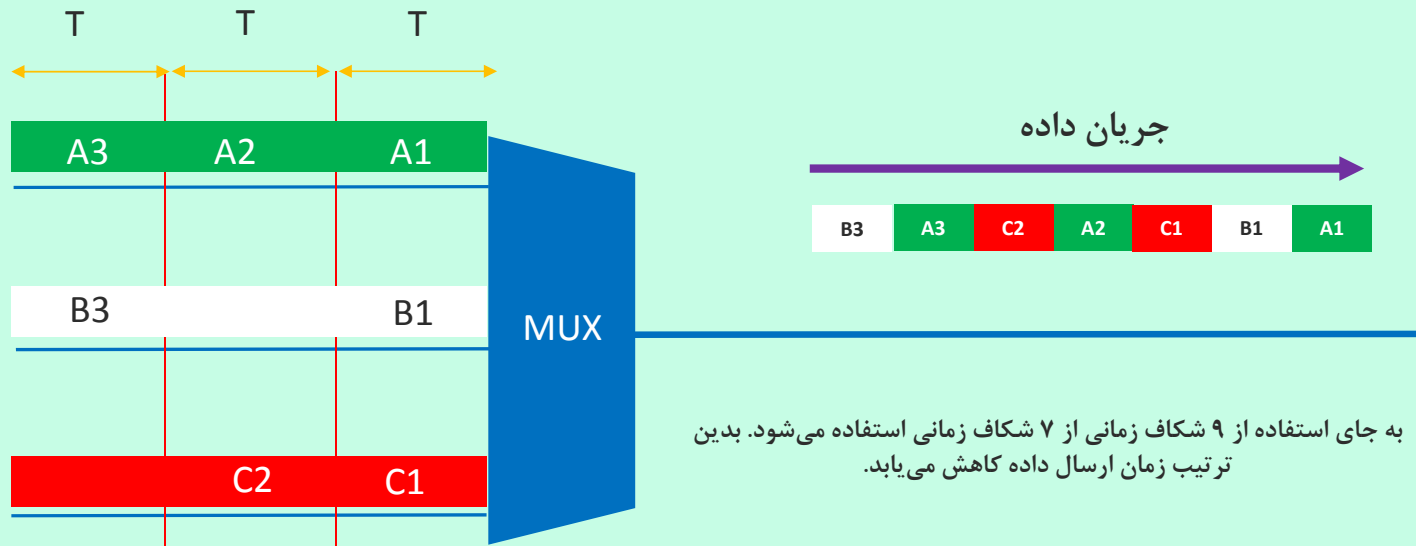 T T T
A3 A2 A1
جریان داده
B3 A3 C2 A2 C1 B1 A1
B3 B1
MUX
به جای استفاده از ۹ شکاف زمانی از ۷ شکاف زمانی استفاده می‌شود. بدین
ترتیب زمان ارسال داده کاهش می‌یابد.
C2 C1